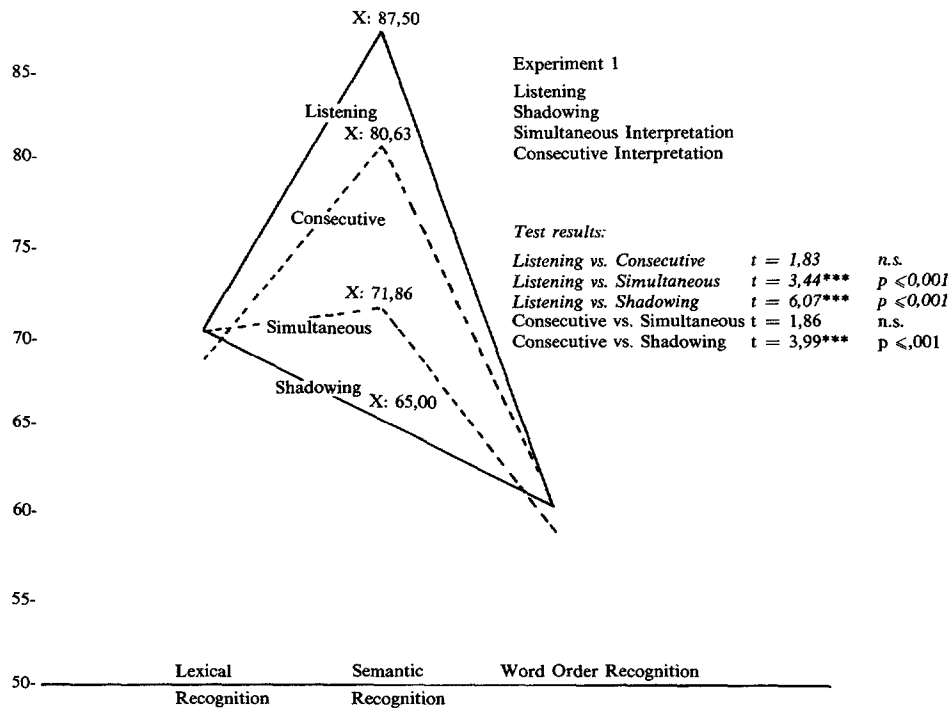 X: 87,50
85-
Experiment 1
Listening
Listening
Shadowing
X: 80,63
Simultaneous Interpretation
80-
Consecutive Interpretation
Consecutive
Test results:
75-
Listening vs. Consecutive t = 1,83 n.s.
Listening vs. Simultaneous t = 3,44*** p ⩽0,001
X: 71,86
Listening vs. Shadowing t = 6,07*** p ⩽0,001
Simultaneous
Consecutive vs. Simultaneous t = 1,86 n.s.
70-
Consecutive vs. Shadowing t = 3,99*** p ⩽,001
Shadowing
X: 65,00
65-
60-
55-
Lexical Semantic Word Order Recognition
50-
Recognition Recognition